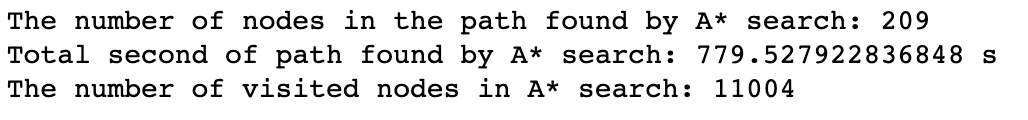 The number of nodes in the path found by A* search: 209
Total second of path found by A* search: 779.527922836848 s
The number of visited nodes in A* search: 11004